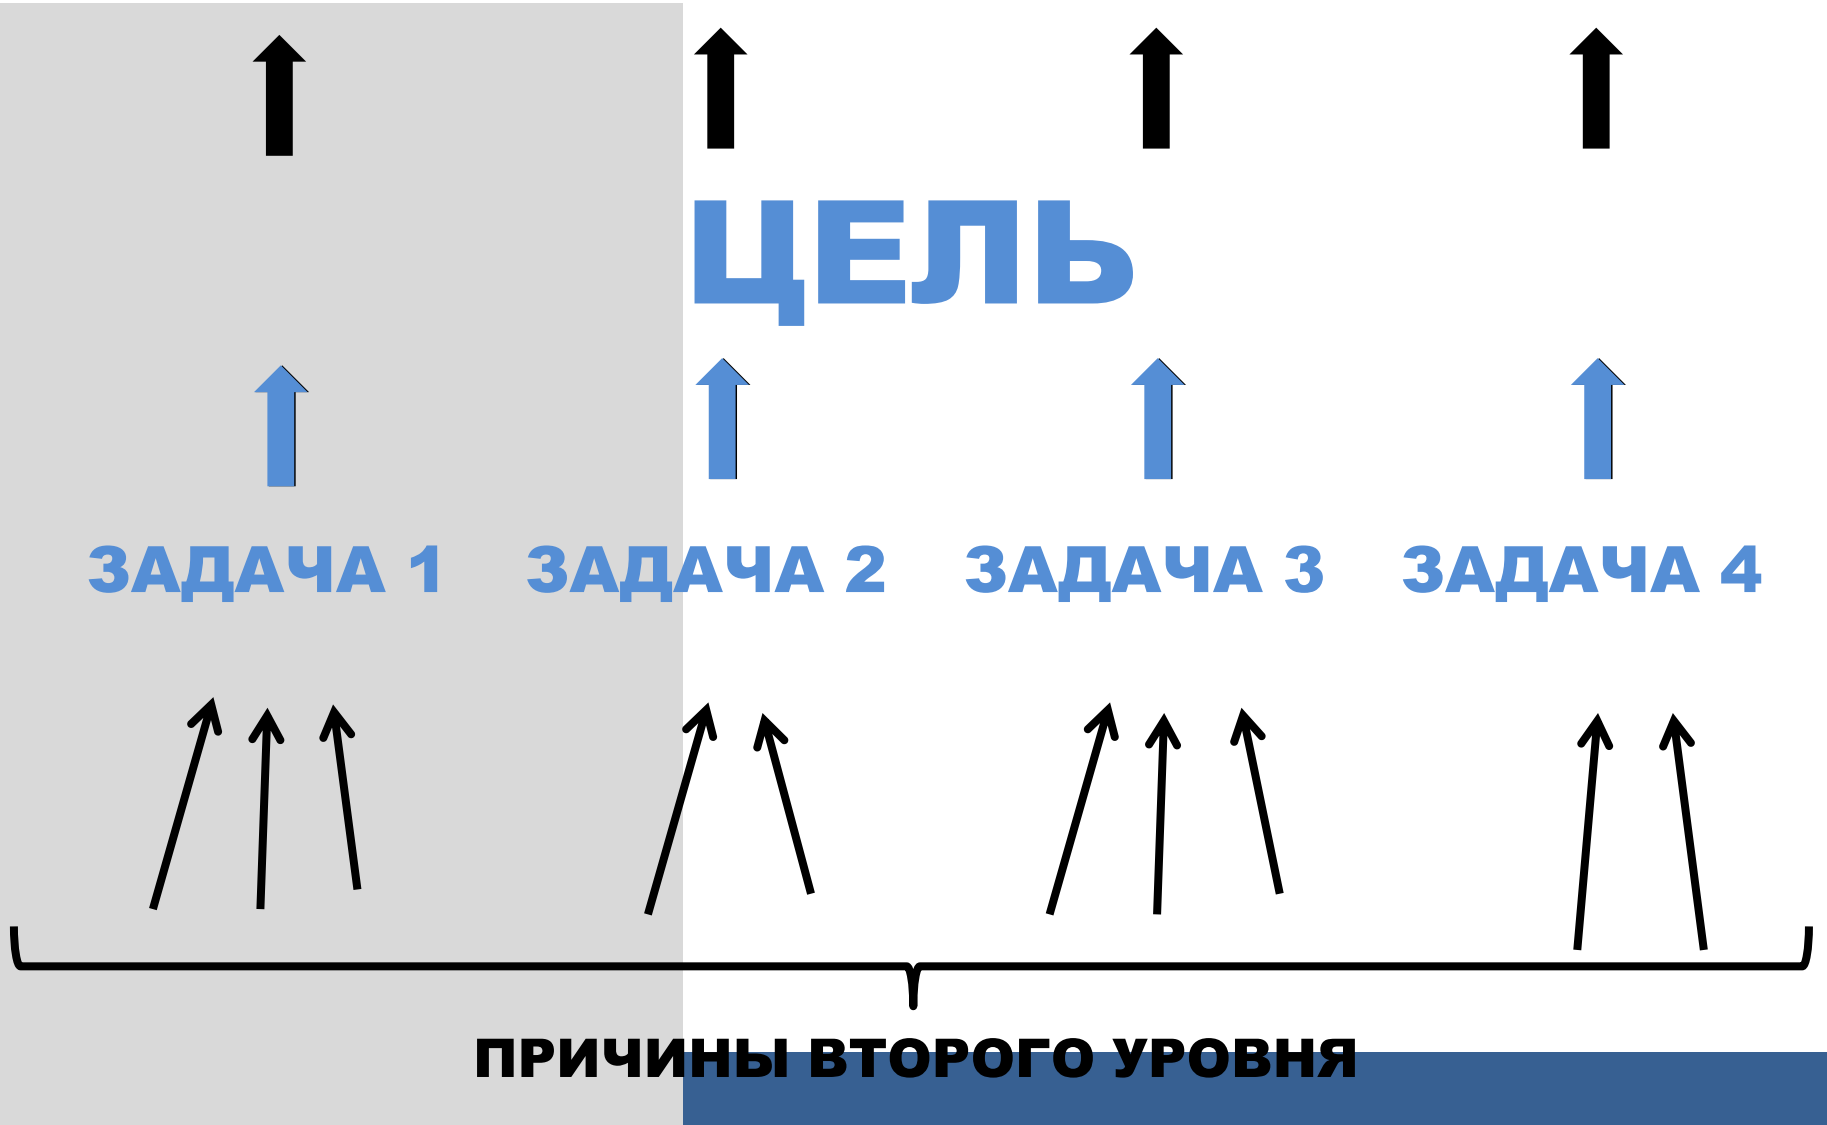 ЦЕЛЬ
ЗАДАЧА 1 ЗАДАЧА 2 ЗАДАЧА 3 ЗАДАЧА 4
ПРИЧИНЫ ВТОРОГО УРОВНЯ